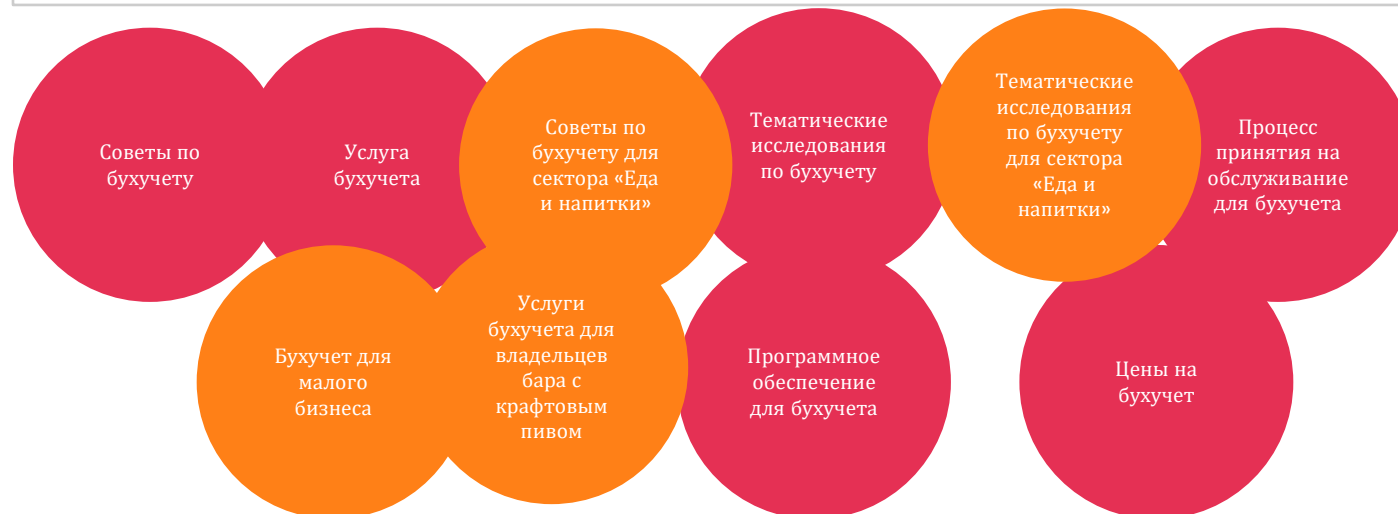 Советы по
бухучету
Услуга
бухучета
Советы по
бухучету для
сектора «Еда
и напитки»
Тематические
исследования
по бухучету
Тематические
исследования
по бухучету
для сектора
«Еда и
напитки»
Процесс
принятия на
обслуживание
для бухучета
Бухучет для
малого
бизнеса
Услуги
бухучета для
владельцев
бара с
крафтовым
пивом
Программное
обеспечение
для бухучета
Цены на
бухучет